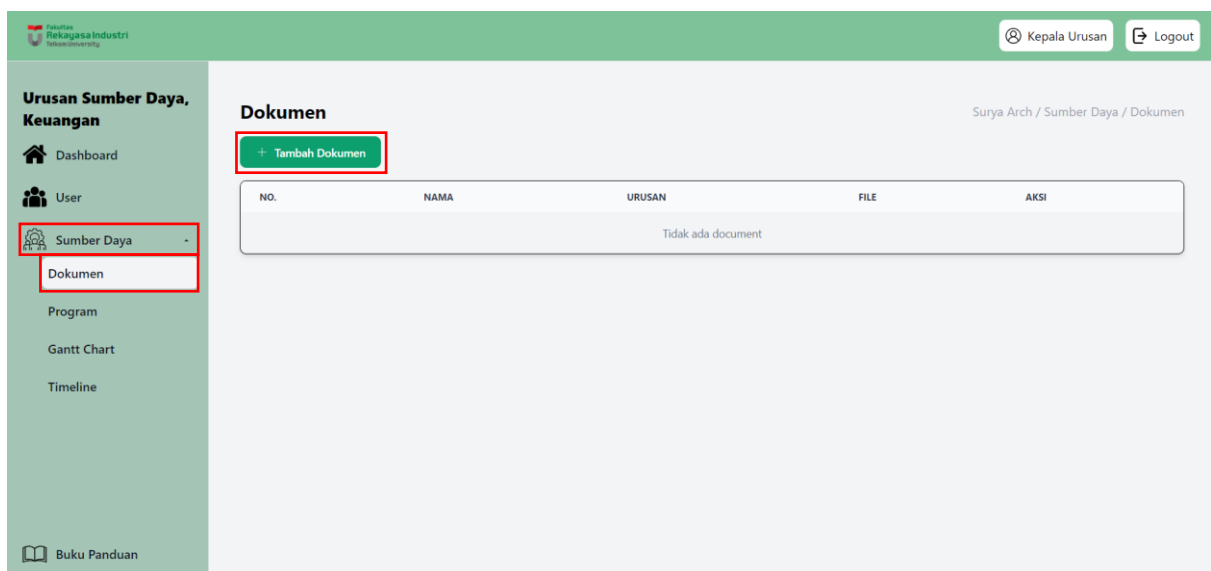 Fakultas
Rekayasa Industri
Telkom University
Kepala Urusan
Logout
Urusan Sumber Daya,
Keuangan
Dashboard
User
Sumber Daya
Dokumen
Program
Gantt Chart
Timeline
Buku Panduan
Dokumen
Surya Arch / Sumber Daya / Dokumen
+ Tambah Dokumen
NO. NAMA URUSAN FILE AKSI
Tidak ada document